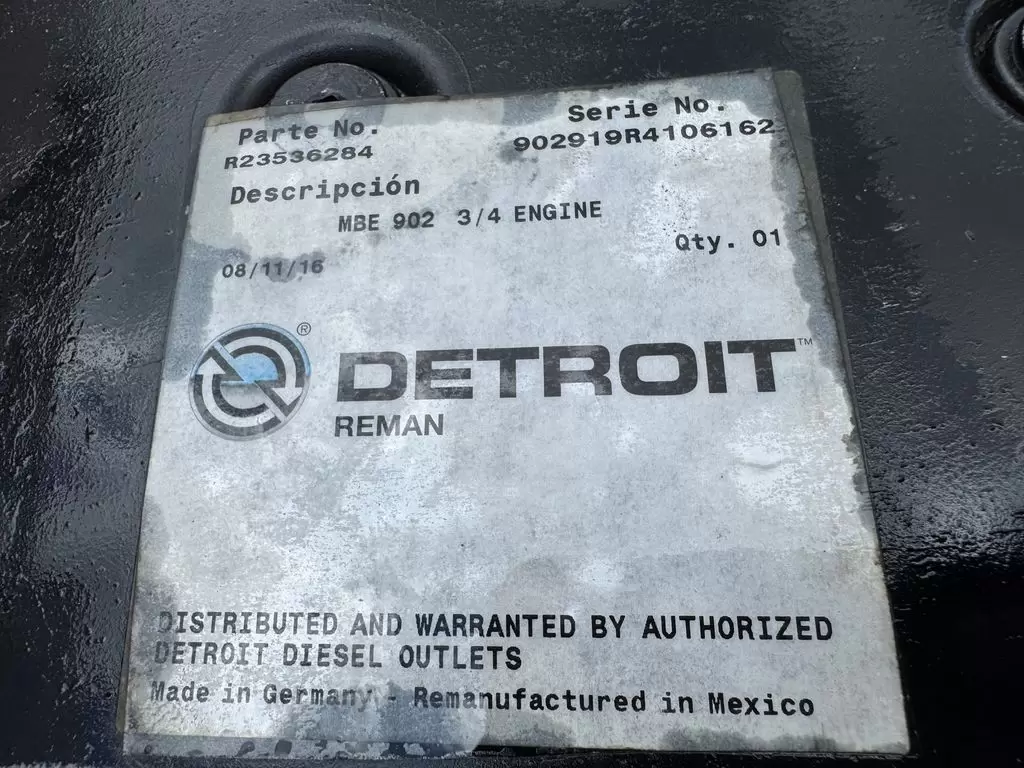 Parte No.
Serie No.
R23536284
902919R4106162
Descripción
MBE 902 3/4 ENGINE
Qty. 01
08/11/16
®
DETROIT™
REMAN
DISTRIBUTED AND WARRANTED BY AUTHORIZED
DETROIT DIESEL OUTLETS
Made in Germany - Remanufactured in Mexico